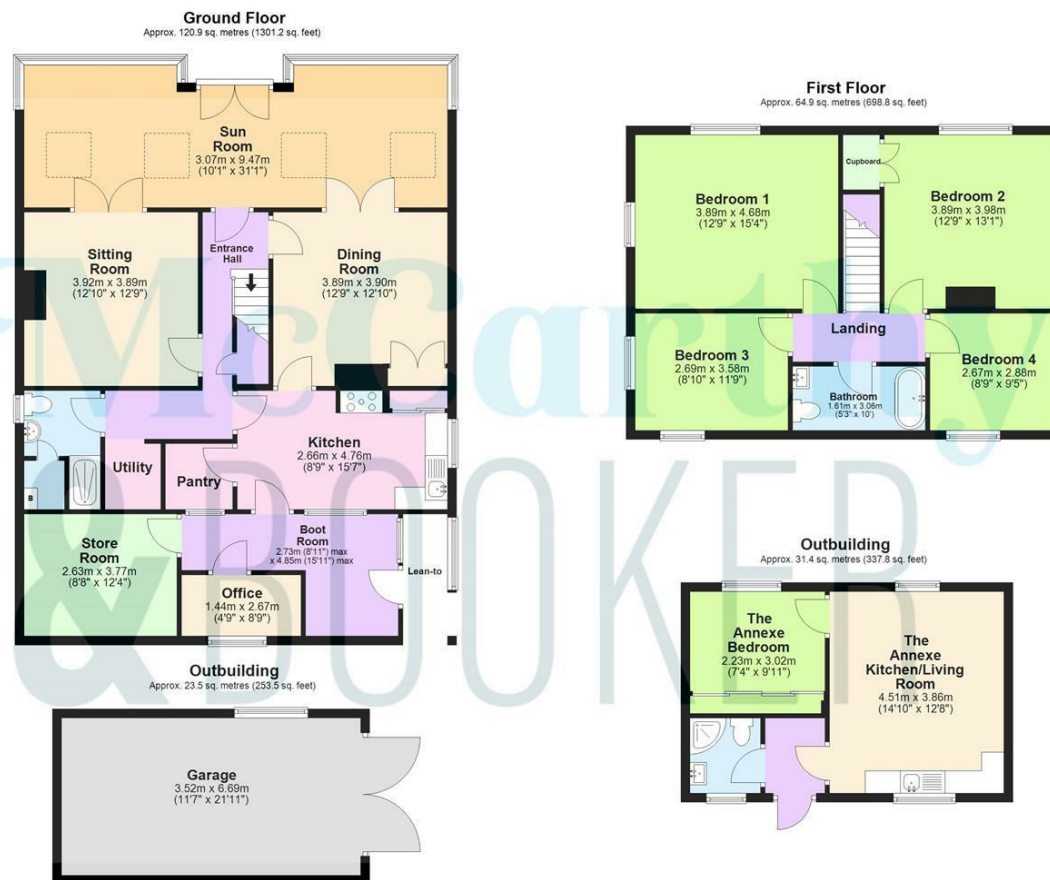 Ground Floor
Approx. 120.9 sq. metres (1301.2 sq. feet)
Sun
Room
3.07m x 9.47m
(10'1" x 31'1")
Sitting
Room
3.92m x 3.89m
(12'10" x 12'9")
Entrance
Hall
Dining
Room
3.89m x 3.90m
(12'9" x 12'10")
Kitchen
2.66m x 4.76m
(8'9" x 15'7")
Utility
Pantry
B
Store
Room
2.63m x 3.77m
(8'8" x 12'4")
Boot
Room
2.73m (8'11") max
x 4.85m (15'11") max
Lean-to
Office
1.44m x 2.67m
(4'9" x 8'9")
Outbuilding
Approx. 23.5 sq. metres (253.5 sq. feet)
Garage
3.52m x 6.69m
(11'7" x 21'11")
First Floor
Approx. 64.9 sq. metres (698.8 sq. feet)
Bedroom 1
3.89m x 4.68m
(12'9" x 15'4")
Cupboard
Bedroom 2
3.89m x 3.98m
(12'9" x 13'1")
Landing
Bedroom 3
2.69m x 3.58m
(8'10" x 11'9")
Bathroom
1.61m x 3.06m
(5'3" x 10')
Bedroom 4
2.67m x 2.88m
(8'9" x 9'5")
Outbuilding
Approx. 31.4 sq. metres (337.8 sq. feet)
The
Annexe
Bedroom
2.23m x 3.02m
(7'4" x 9'11")
The
Annexe
Kitchen/Living
Room
4.51m x 3.86m
(14'10" x 12'8")
McCarthy
& BOOKER